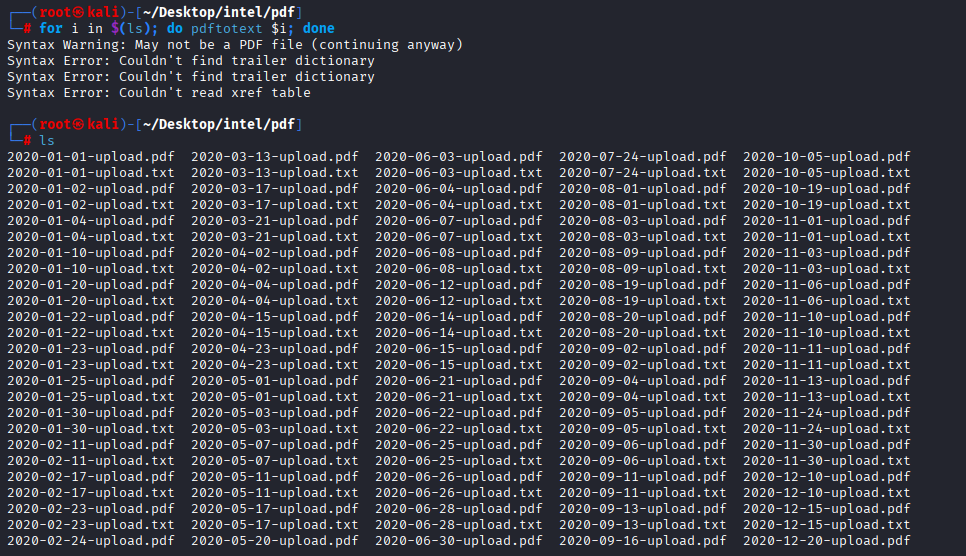 ┌──(root㉿kali)-[~/Desktop/intel/pdf]
└─# for i in $(ls); do pdftotext $i; done
Syntax Warning: May not be a PDF file (continuing anyway)
Syntax Error: Couldn't find trailer dictionary
Syntax Error: Couldn't find trailer dictionary
Syntax Error: Couldn't read xref table
┌──(root㉿kali)-[~/Desktop/intel/pdf]
└─# ls
2020-01-01-upload.pdf  2020-03-13-upload.pdf  2020-06-03-upload.pdf  2020-07-24-upload.pdf  2020-10-05-upload.pdf
2020-01-01-upload.txt  2020-03-13-upload.txt  2020-06-03-upload.txt  2020-07-24-upload.txt  2020-10-05-upload.txt
2020-01-02-upload.pdf  2020-03-17-upload.pdf  2020-06-04-upload.pdf  2020-08-01-upload.pdf  2020-10-19-upload.pdf
2020-01-02-upload.txt  2020-03-17-upload.txt  2020-06-04-upload.txt  2020-08-01-upload.txt  2020-10-19-upload.txt
2020-01-04-upload.pdf  2020-03-21-upload.pdf  2020-06-07-upload.pdf  2020-08-03-upload.pdf  2020-11-01-upload.pdf
2020-01-04-upload.txt  2020-03-21-upload.txt  2020-06-07-upload.txt  2020-08-03-upload.txt  2020-11-01-upload.txt
2020-01-10-upload.pdf  2020-04-02-upload.pdf  2020-06-08-upload.pdf  2020-08-09-upload.pdf  2020-11-03-upload.pdf
2020-01-10-upload.txt  2020-04-02-upload.txt  2020-06-08-upload.txt  2020-08-09-upload.txt  2020-11-03-upload.txt
2020-01-20-upload.pdf  2020-04-04-upload.pdf  2020-06-12-upload.pdf  2020-08-19-upload.pdf  2020-11-06-upload.pdf
2020-01-20-upload.txt  2020-04-04-upload.txt  2020-06-12-upload.txt  2020-08-19-upload.txt  2020-11-06-upload.txt
2020-01-22-upload.pdf  2020-04-15-upload.pdf  2020-06-14-upload.pdf  2020-08-20-upload.pdf  2020-11-10-upload.pdf
2020-01-22-upload.txt  2020-04-15-upload.txt  2020-06-14-upload.txt  2020-08-20-upload.txt  2020-11-10-upload.txt
2020-01-23-upload.pdf  2020-04-23-upload.pdf  2020-06-15-upload.pdf  2020-09-02-upload.pdf  2020-11-11-upload.pdf
2020-01-23-upload.txt  2020-04-23-upload.txt  2020-06-15-upload.txt  2020-09-02-upload.txt  2020-11-11-upload.txt
2020-01-25-upload.pdf  2020-05-01-upload.pdf  2020-06-21-upload.pdf  2020-09-04-upload.pdf  2020-11-13-upload.pdf
2020-01-25-upload.txt  2020-05-01-upload.txt  2020-06-21-upload.txt  2020-09-04-upload.txt  2020-11-13-upload.txt
2020-01-30-upload.pdf  2020-05-03-upload.pdf  2020-06-22-upload.pdf  2020-09-05-upload.pdf  2020-11-24-upload.pdf
2020-01-30-upload.txt  2020-05-03-upload.txt  2020-06-22-upload.txt  2020-09-05-upload.txt  2020-11-24-upload.txt
2020-02-11-upload.pdf  2020-05-07-upload.pdf  2020-06-25-upload.pdf  2020-09-06-upload.pdf  2020-11-30-upload.pdf
2020-02-11-upload.txt  2020-05-07-upload.txt  2020-06-25-upload.txt  2020-09-06-upload.txt  2020-11-30-upload.txt
2020-02-17-upload.pdf  2020-05-11-upload.pdf  2020-06-26-upload.pdf  2020-09-11-upload.pdf  2020-12-10-upload.pdf
2020-02-17-upload.txt  2020-05-11-upload.txt  2020-06-26-upload.txt  2020-09-11-upload.txt  2020-12-10-upload.txt
2020-02-23-upload.pdf  2020-05-17-upload.pdf  2020-06-28-upload.pdf  2020-09-13-upload.pdf  2020-12-15-upload.pdf
2020-02-23-upload.txt  2020-05-17-upload.txt  2020-06-28-upload.txt  2020-09-13-upload.txt  2020-12-15-upload.txt
2020-02-24-upload.pdf  2020-05-20-upload.pdf  2020-06-30-upload.pdf  2020-09-16-upload.pdf  2020-12-20-upload.pdf